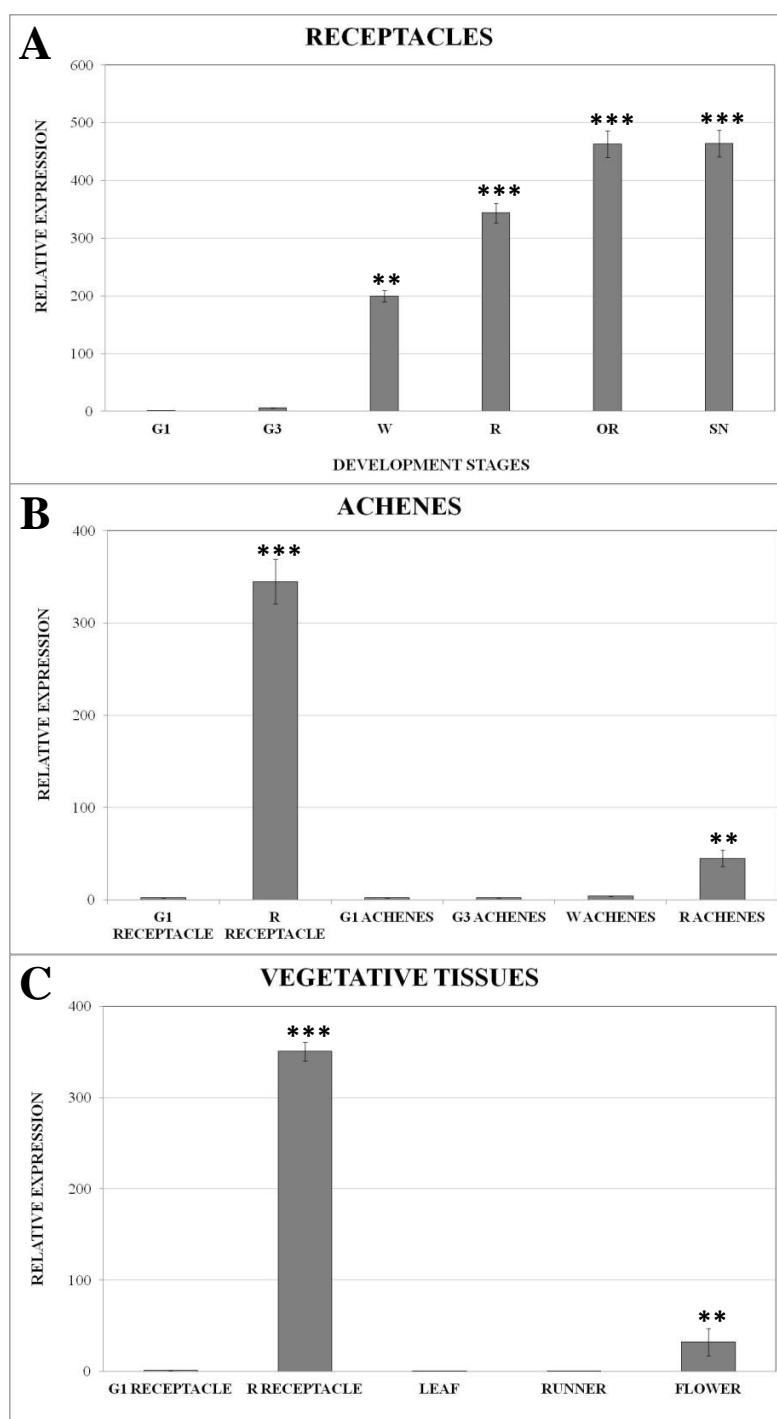 A
RECEPTACLES
RELATIVE EXPRESSION
600
500
400
300
200
100
0
**
***
***
***
G1 G3 W R OR SN
DEVELOPMENT STAGES
B
ACHENES
RELATIVE EXPRESSION
400
300
200
100
0
***
**
G1 RECEPTACLE
R RECEPTACLE
G1 ACHENES
G3 ACHENES
W ACHENES
R ACHENES
C
VEGETATIVE TISSUES
RELATIVE EXPRESSION
400
300
200
100
0
***
**
G1 RECEPTACLE R RECEPTACLE LEAF RUNNER FLOWER